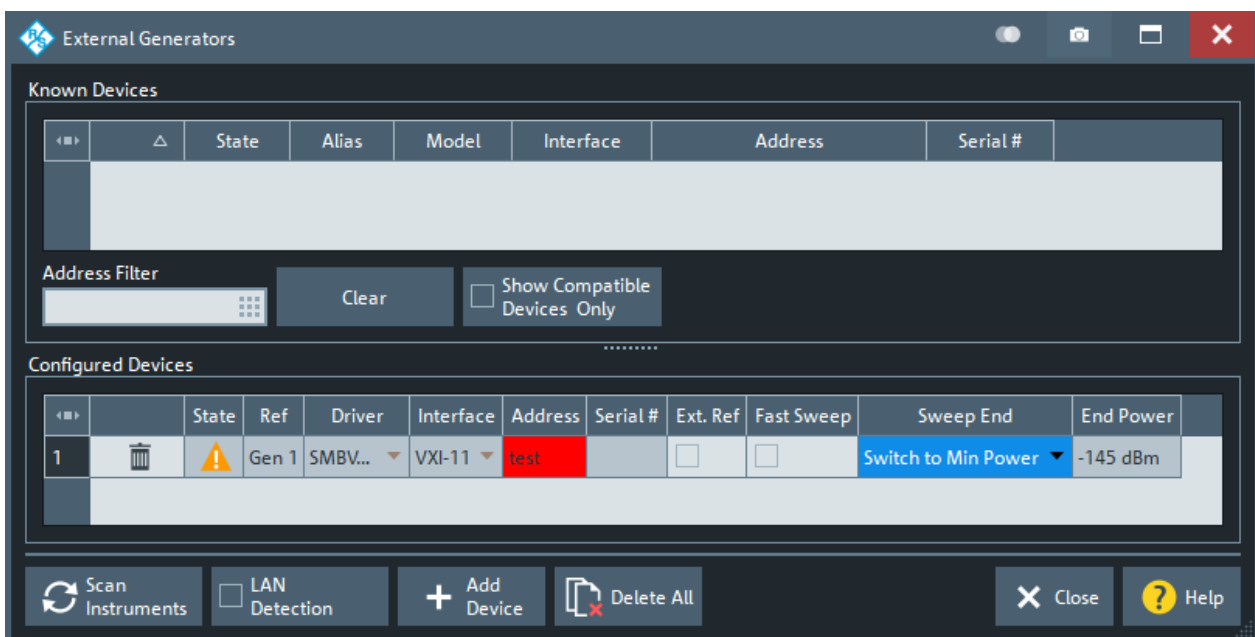 R/S External Generators
Known Devices
State Alias Model Interface Address Serial #
Address Filter
Clear
Show Compatible
Devices Only
Configured Devices
State Ref Driver Interface Address Serial # Ext. Ref Fast Sweep Sweep End End Power
1 Gen 1 SMBV... VXI-11 test Switch to Min Power -145 dBm
Scan
Instruments
LAN
Detection
Add
Device
Delete All
Close
? Help